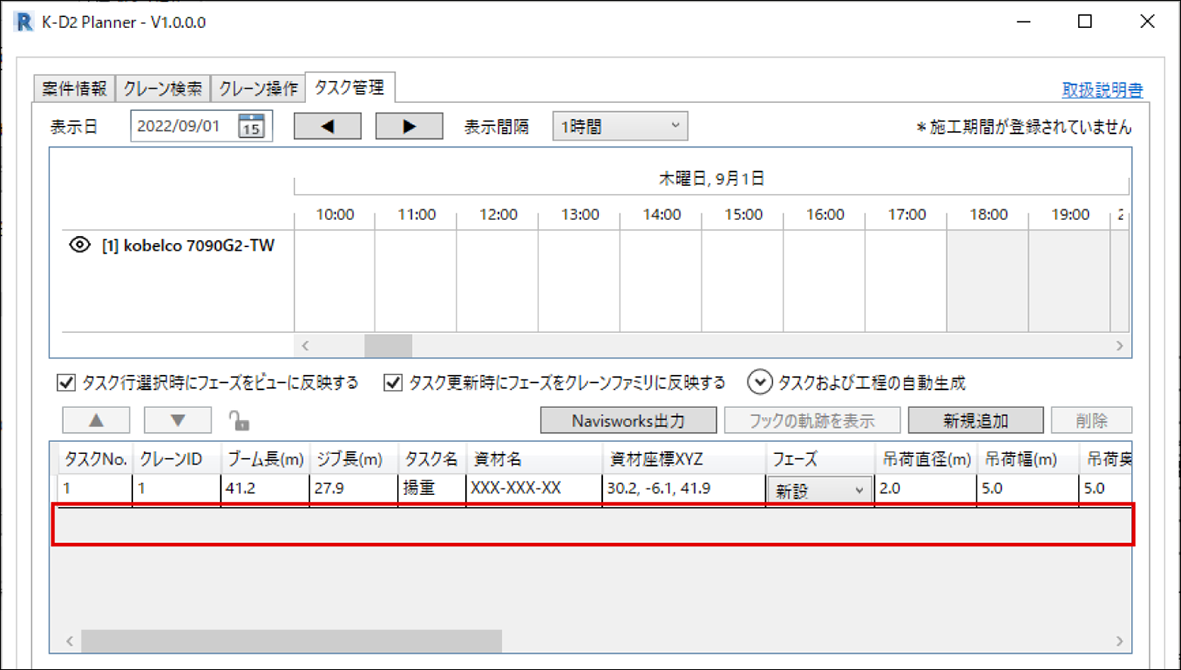 K-D2 Planner - V1.0.0.0
案件情報 クレーン検索 クレーン操作 タスク管理 取扱説明書
表示日 2022/09/01 15 表示間隔 1時間 *施工期間が登録されていません
木曜日, 9月1日
10:00 11:00 12:00 13:00 14:00 15:00 16:00 17:00 18:00 19:00 2
[1] kobelco 7090G2-TW
タスク行選択時にフェーズをビューに反映する タスク更新時にフェーズをクレーンファミリに反映する タスクおよび工程の自動生成
Navisworks出力 フックの軌跡を表示 新規追加 削除
タスクNo. クレーンID ブーム長(m) ジブ長(m) タスク名 資材名 資材座標XYZ フェーズ 吊荷直径(m) 吊荷幅(m) 吊荷奥
1 1 41.2 27.9 揚重 XXX-XXX-XX 30.2, -6.1, 41.9 新設 2.0 5.0 5.0